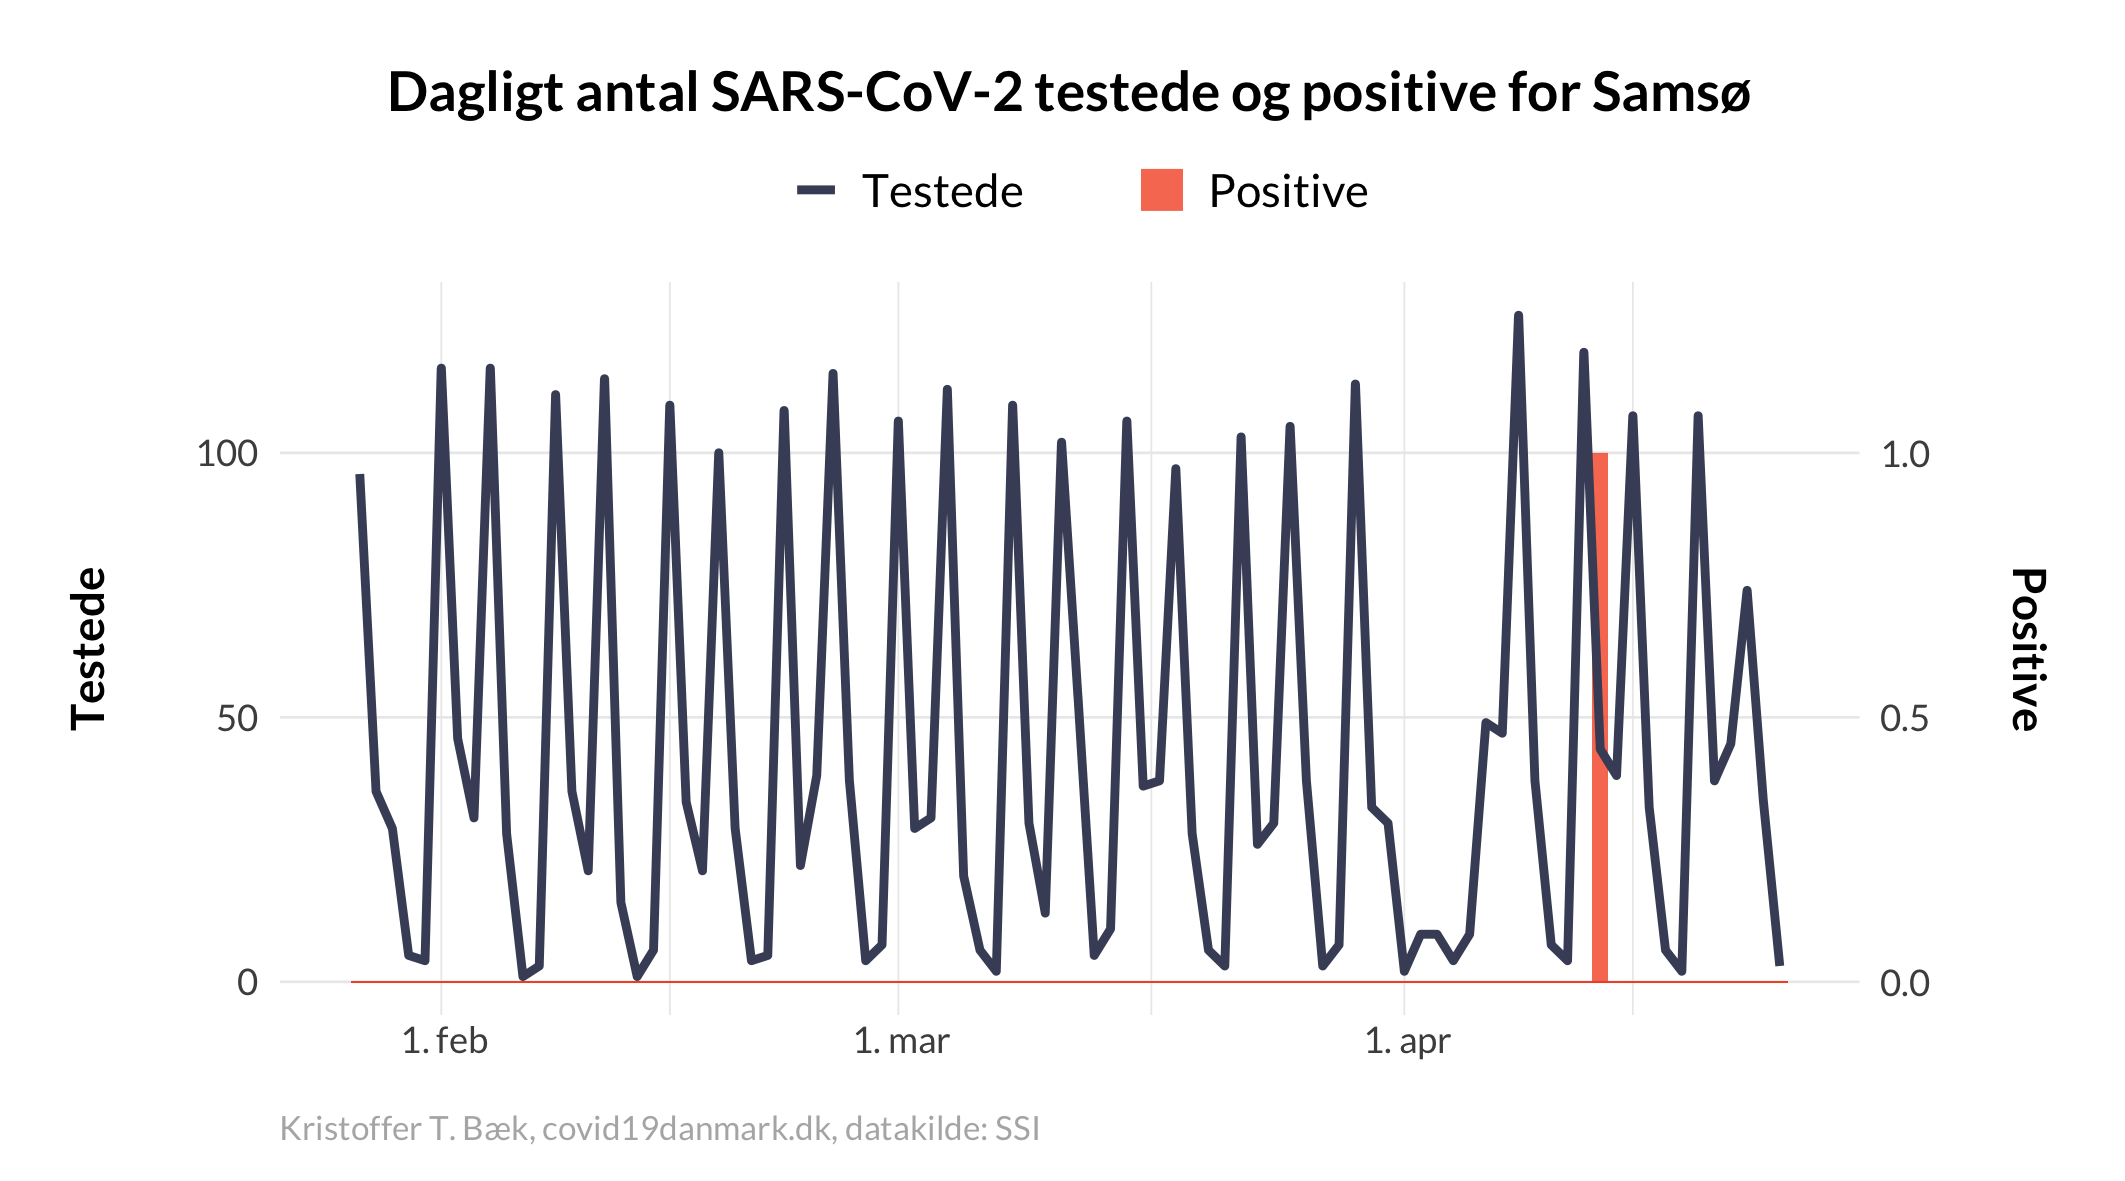 Dagligt antal SARS-CoV-2 testede og positive for Samsø
Testede Positive
Testede
Positive
100
50
0
1.0
0.5
0.0
1. feb 1. mar 1. apr
Kristoffer T. Bæk, covid19danmark.dk, datakilde: SSI